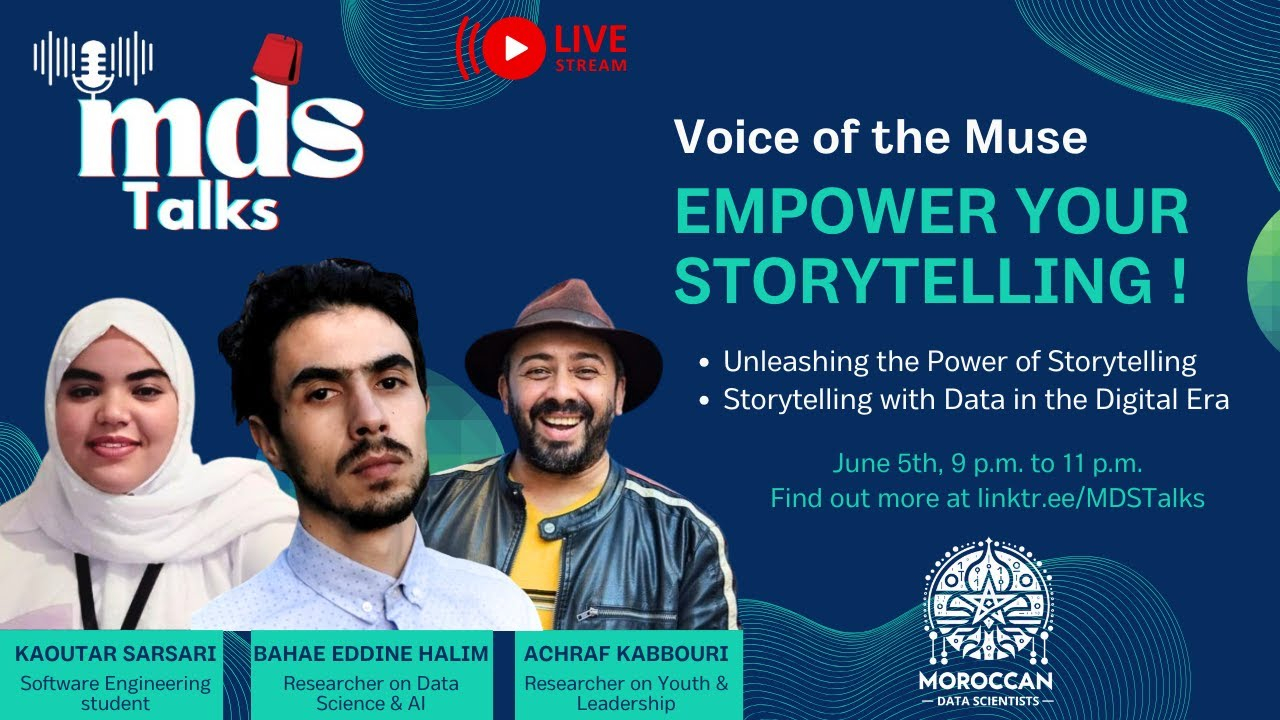 mds
Talks
LIVE
STREAM
Voice of the Muse
EMPOWER YOUR
STORYTELLING !
• Unleashing the Power of Storytelling
• Storytelling with Data in the Digital Era
June 5th, 9 p.m. to 11 p.m.
Find out more at linktr.ee/MDSTalks
KAOUTAR SARSARI
Software Engineering
student
BAHAE EDDINE HALIM
Researcher on Data
Science & AI
ACHRAF KABBOURI
Researcher on Youth &
Leadership
MOROCCAN
DATA SCIENTISTS